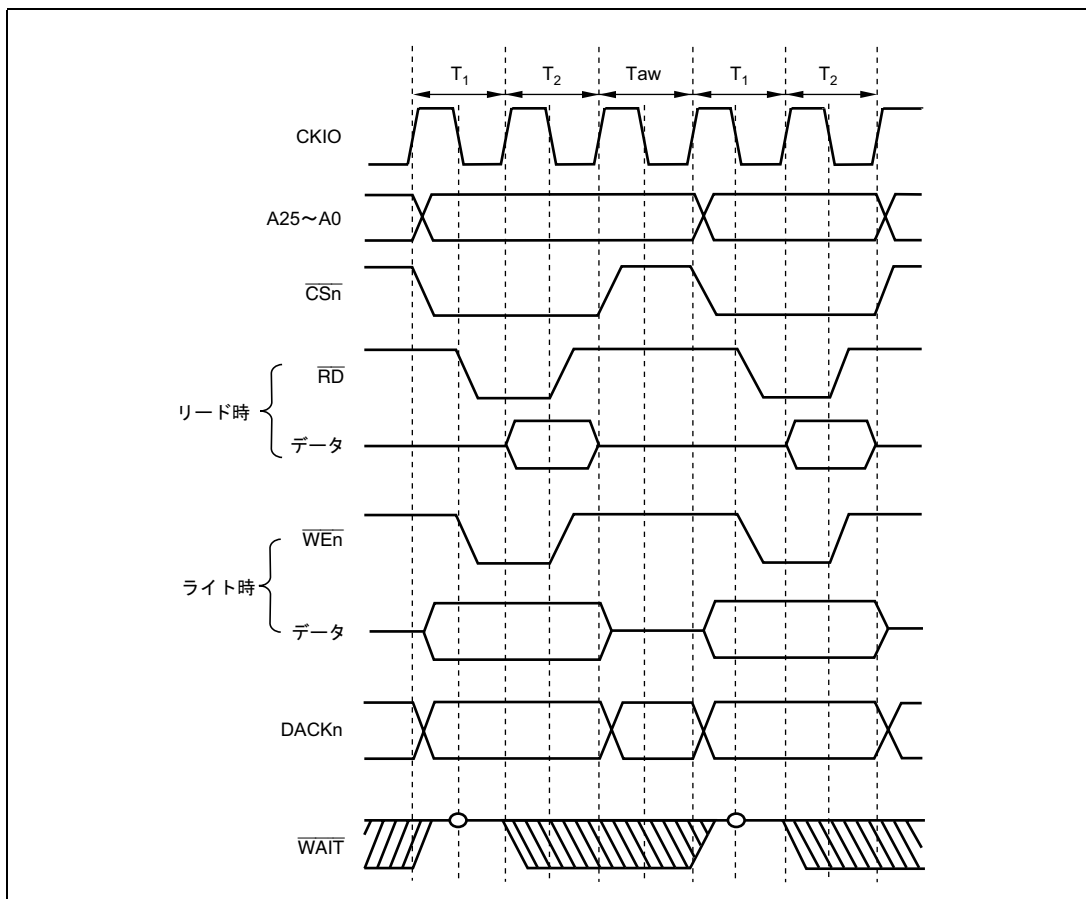 T1 T2 Taw T1 T2
CKIO
A25〜A0
CSn
RD
リード時
データ
WEn
ライト時
データ
DACKn
WAIT